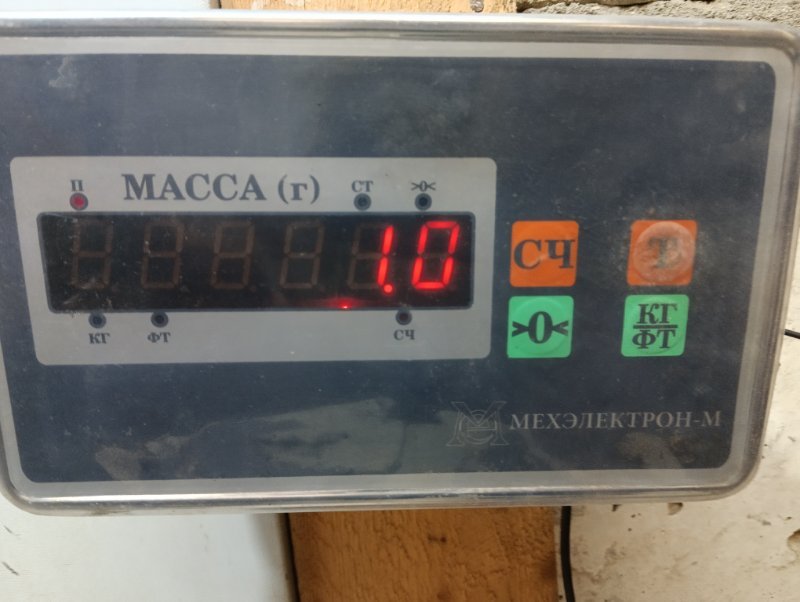 П МАССА (г) СТ >0<
1.0
КГ ФТ СЧ
СЧ Т
>0< КГ
ФТ
МЕХЭЛЕКТРОН-М